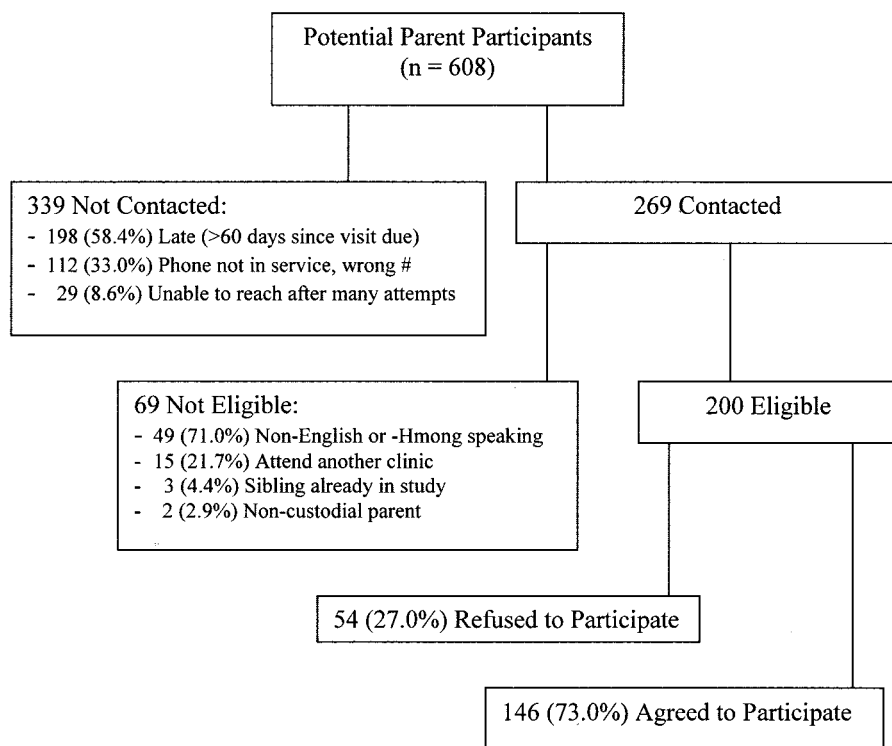 Potential Parent Participants
(n = 608)
339 Not Contacted:
- 198 (58.4%) Late (>60 days since visit due)
- 112 (33.0%) Phone not in service, wrong #
- 29 (8.6%) Unable to reach after many attempts
269 Contacted
69 Not Eligible:
- 49 (71.0%) Non-English or -Hmong speaking
- 15 (21.7%) Attend another clinic
- 3 (4.4%) Sibling already in study
- 2 (2.9%) Non-custodial parent
200 Eligible
54 (27.0%) Refused to Participate
146 (73.0%) Agreed to Participate